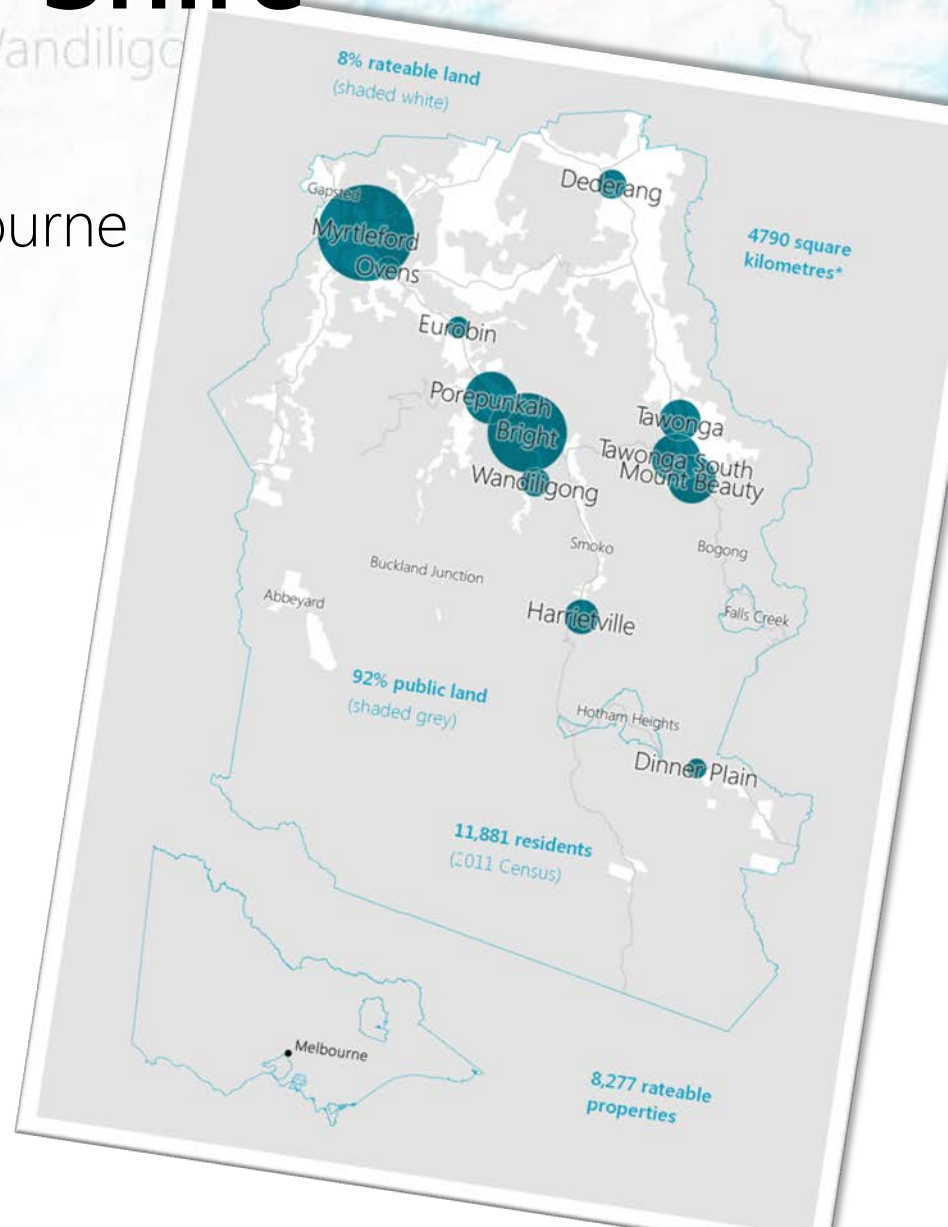 Shire
Vandiligo
ourne
8% rateable land
(shaded white)
Gapsted
Dederang
Myrtleford
Ovens
4790 square
kilometres*
Eurobin
Porepunkah
Bright
Tawonga
Tawonga South
Mount Beauty
Wandiligong
Smoko
Bogong
Buckland Junction
Abbeyard
Harrietville
Falls Creek
92% public land
(shaded grey)
Hotham Heights
Dinner Plain
11,881 residents
(2011 Census)
Melbourne
8,277 rateable
properties